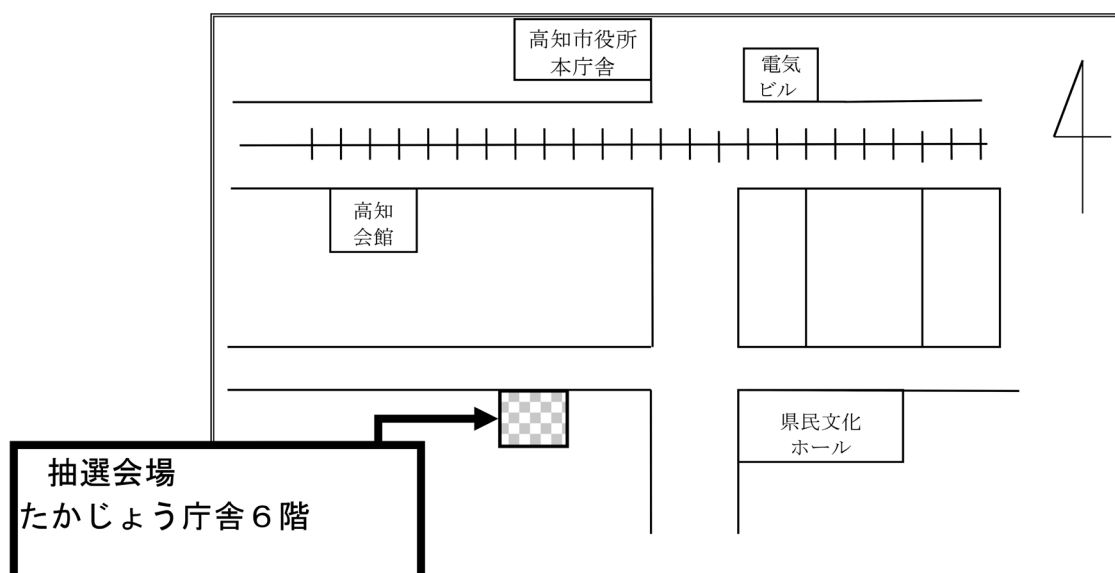 高知市役所
本庁舎
電気
ビル
高知
会館
県民文化
ホール
抽選会場
たかじょう庁舎６階